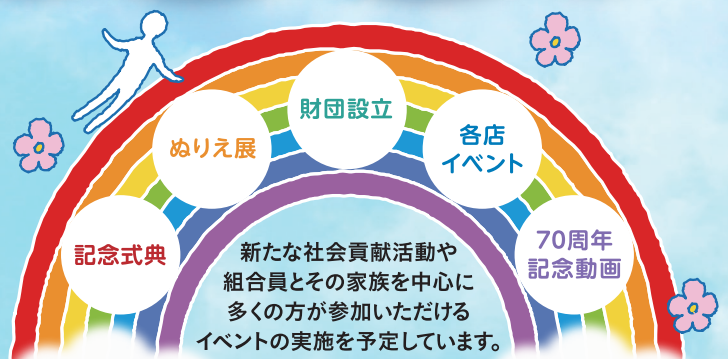 記念式典
ぬりえ展
財団設立
各店
イベント
70周年
記念動画
新たな社会貢献活動や
組合員とその家族を中心に
多くの方が参加いただける
イベントの実施を予定しています。